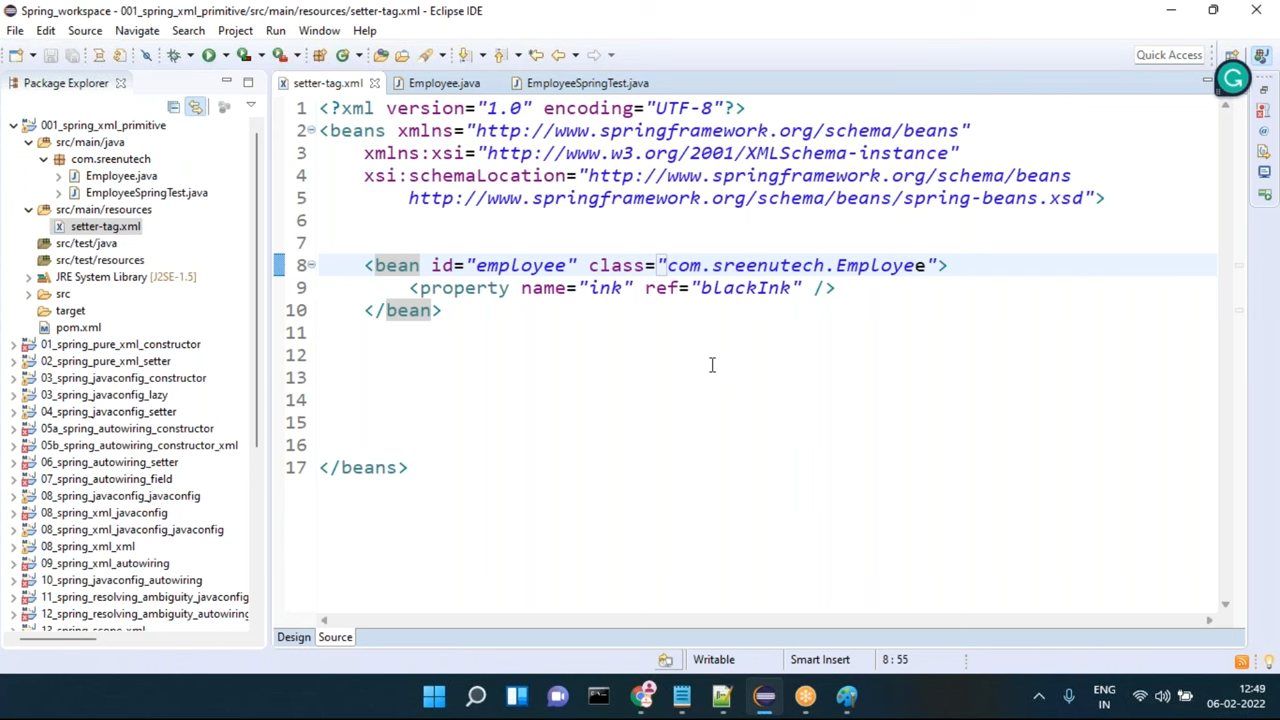 Spring_workspace - 001_spring_xml_primitive/src/main/resources/setter-tag.xml - Eclipse IDE
File Edit Source Navigate Search Project Run Window Help
Quick Access
Package Explorer
setter-tag.xml Employee.java EmployeeSpringTest.java
001_spring_xml_primitive
src/main/java
com.sreenutech
Employee.java
EmployeeSpringTest.java
src/main/resources
setter-tag.xml
src/test/java
src/test/resources
JRE System Library [J2SE-1.5]
src
target
pom.xml
01_spring_pure_xml_constructor
02_spring_pure_xml_setter
03_spring_javaconfig_constructor
03_spring_javaconfig_lazy
04_spring_javaconfig_setter
05a_spring_autowiring_constructor
05b_spring_autowiring_constructor_xml
06_spring_autowiring_setter
07_spring_autowiring_field
08_spring_javaconfig_javaconfig
08_spring_xml_javaconfig
08_spring_xml_javaconfig_javaconfig
08_spring_xml_xml
09_spring_xml_autowiring
10_spring_javaconfig_autowiring
11_spring_resolving_ambiguity_javaconfig
12_spring_resolving_ambiguity_autowiring
13_spring_scope_xml
1 <?xml version="1.0" encoding="UTF-8"?>
2 <beans xmlns="http://www.springframework.org/schema/beans"
3 xmlns:xsi="http://www.w3.org/2001/XMLSchema-instance"
4 xsi:schemaLocation="http://www.springframework.org/schema/beans
5 http://www.springframework.org/schema/beans/spring-beans.xsd">
6
7
8 <bean id="employee" class="com.sreenutech.Employee">
9 <property name="ink" ref="blackInk" />
10 </bean>
11
12
13
14
15
16
17 </beans>
Design Source
Writable Smart Insert 8 : 55
ENG
IN
12:49
06-02-2022